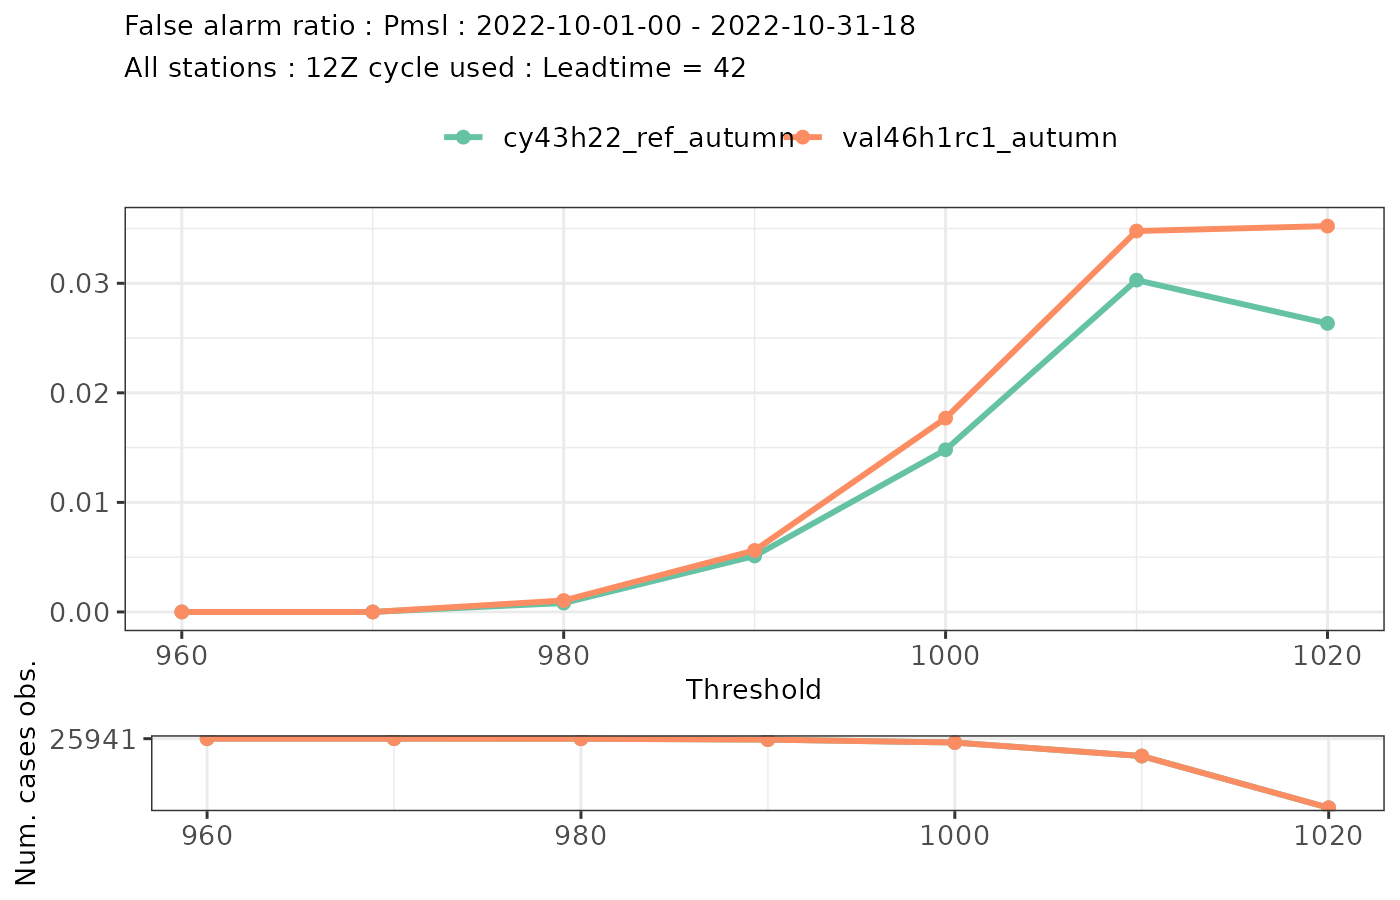 False alarm ratio : Pmsl : 2022-10-01-00 - 2022-10-31-18
All stations : 12Z cycle used : Leadtime = 42
cy43h22_ref_autumn val46h1rc1_autumn
0.03
0.02
0.01
0.00
960 980 1000 1020
Threshold
Num. cases obs.
25941
960 980 1000 1020